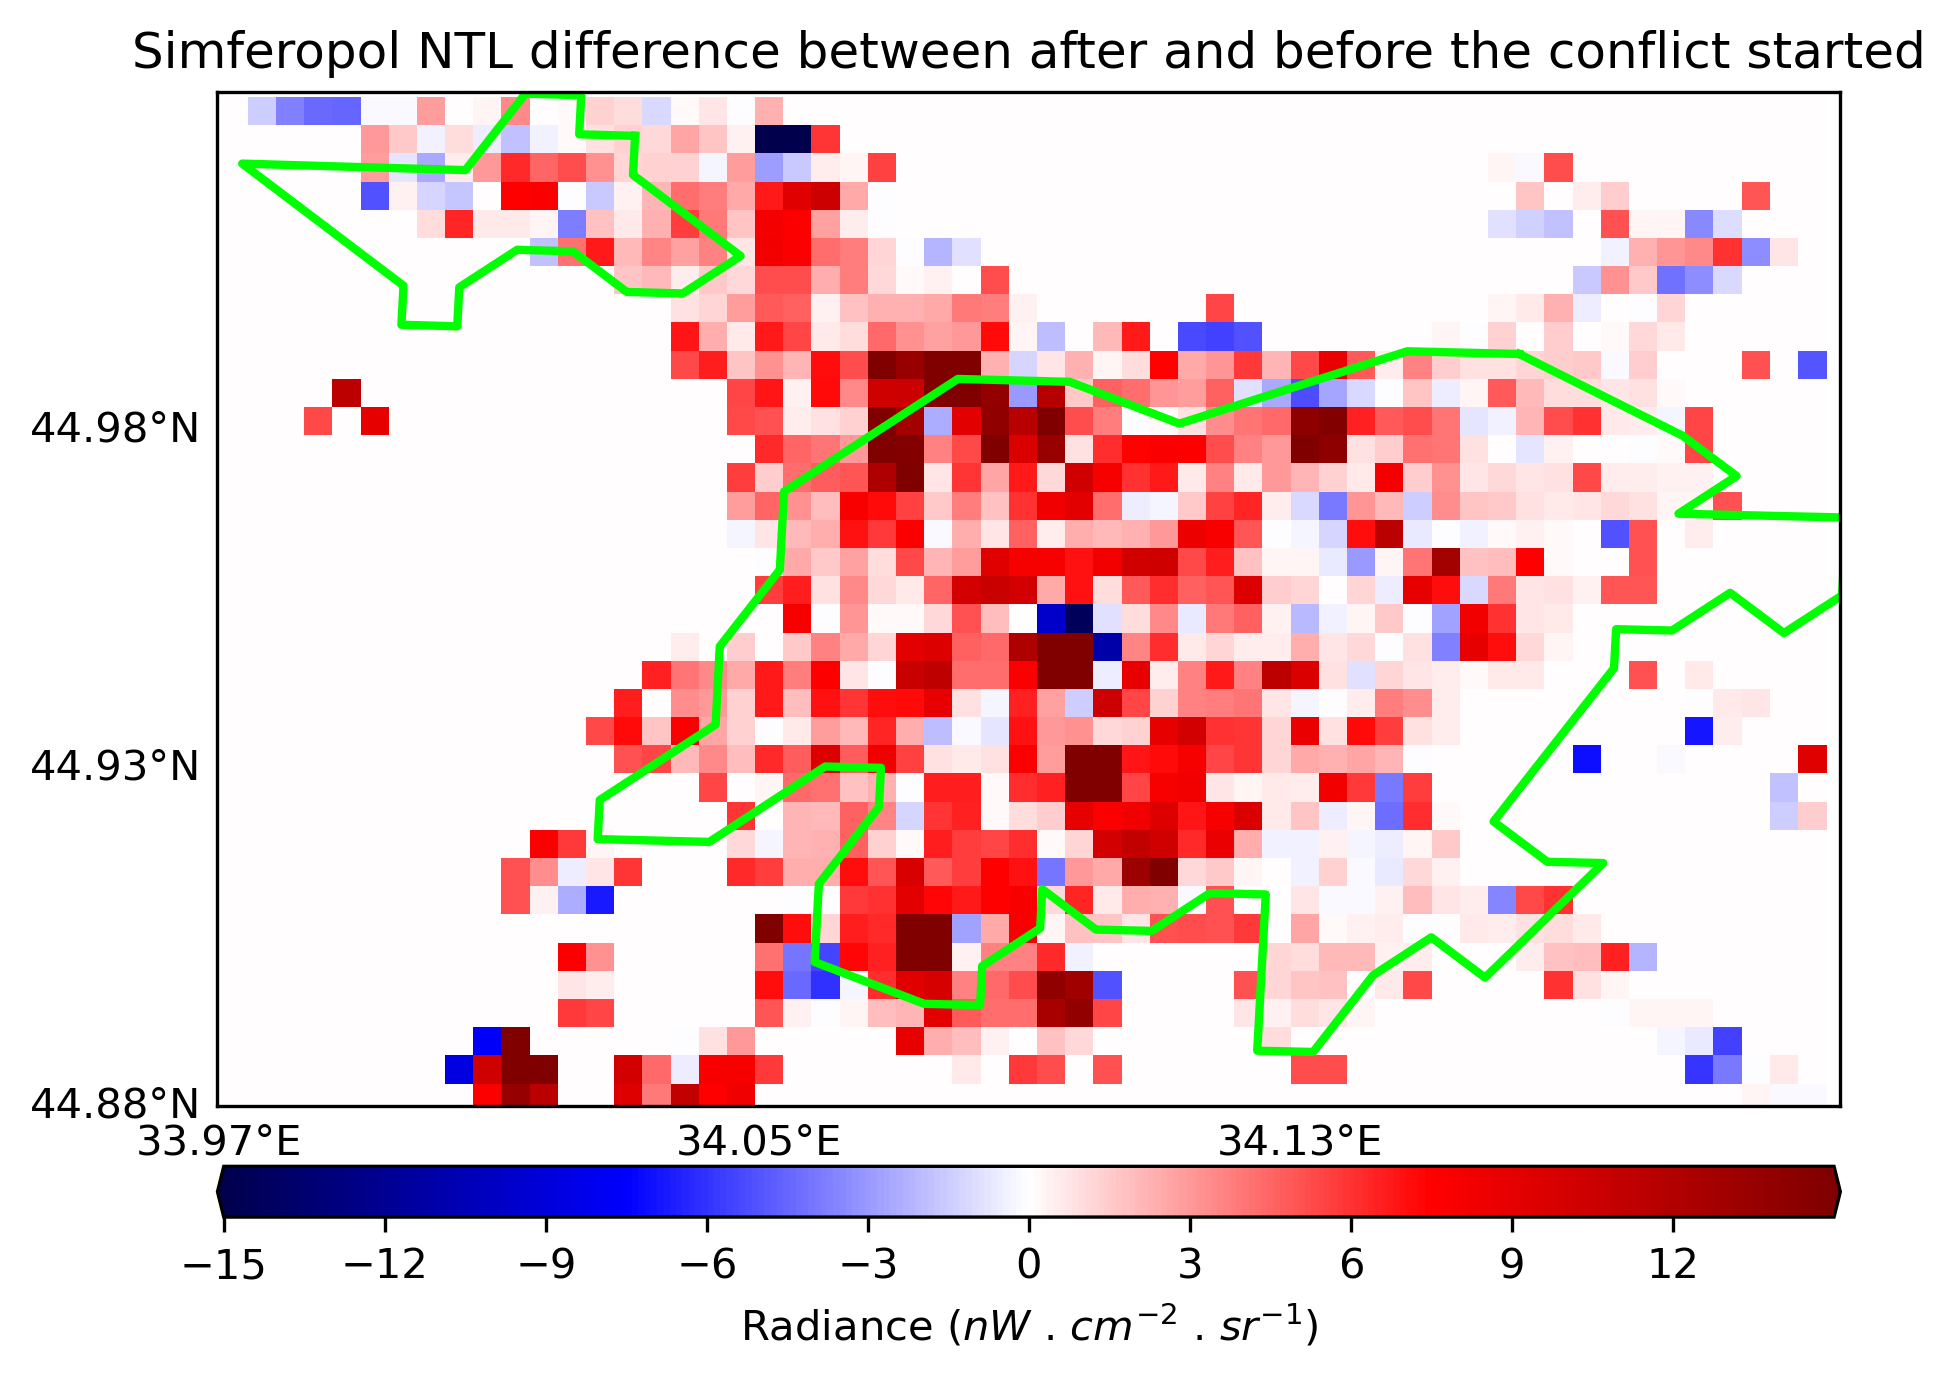 Simferopol NTL difference between after and before the conflict started
44.98°N
44.93°N
44.88°N
33.97°E 34.05°E 34.13°E
−15 −12 −9 −6 −3 0 3 6 9 12
Radiance (nW . cm⁻² . sr⁻¹)